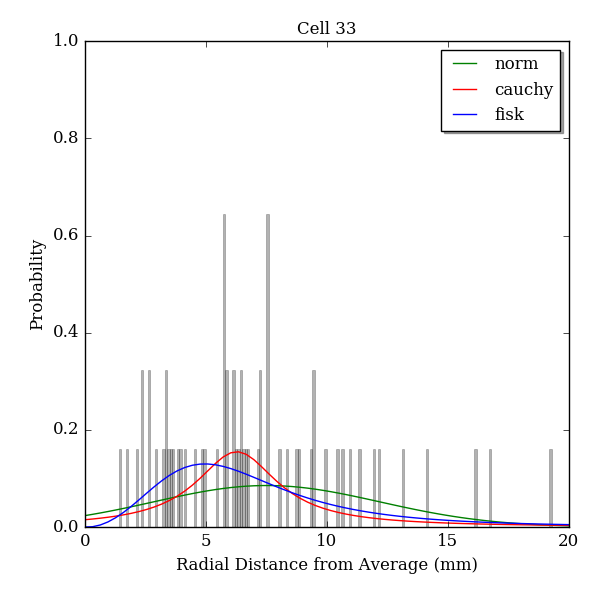 Cell 33
1.0
norm
cauchy
fisk
0.8
0.6
0.4
0.2
0.0
Probability
0 5 10 15 20
Radial Distance from Average (mm)